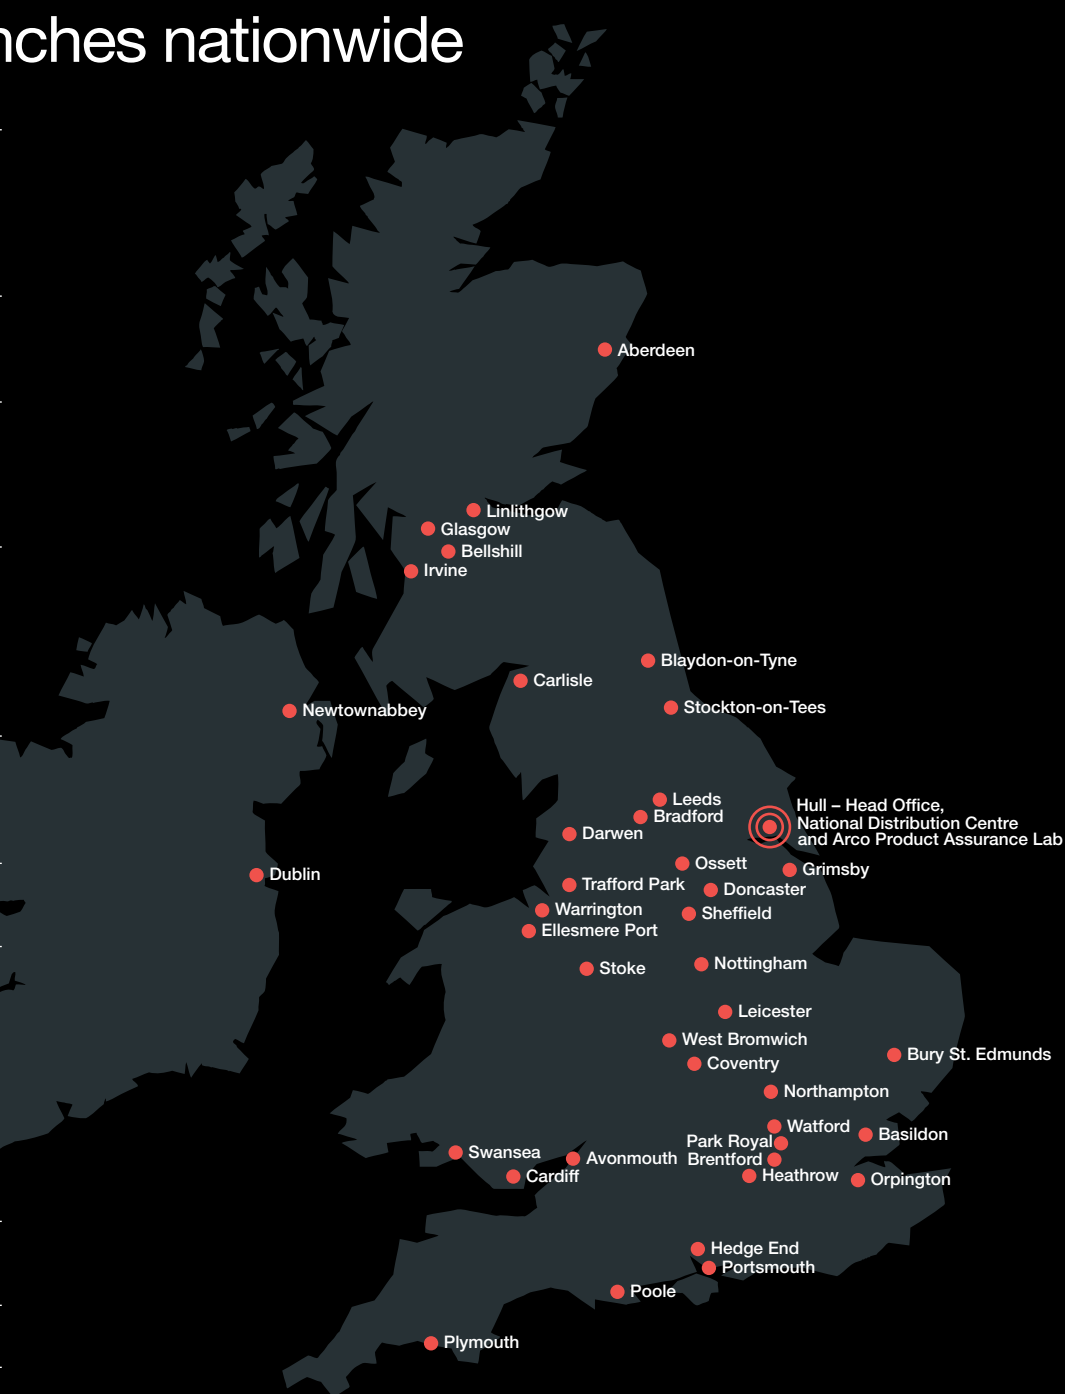 nches nationwide
Aberdeen
Linlithgow
Glasgow
Bellshill
Irvine
Blaydon-on-Tyne
Carlisle
Stockton-on-Tees
Newtownabbey
Leeds
Hull – Head Office,
National Distribution Centre
and Arco Product Assurance Lab
Bradford
Darwen
Ossett
Grimsby
Dublin
Trafford Park
Doncaster
Warrington
Sheffield
Ellesmere Port
Nottingham
Stoke
Leicester
West Bromwich
Bury St. Edmunds
Coventry
Northampton
Watford
Basildon
Park Royal
Swansea
Avonmouth
Brentford
Cardiff
Heathrow
Orpington
Hedge End
Portsmouth
Poole
Plymouth